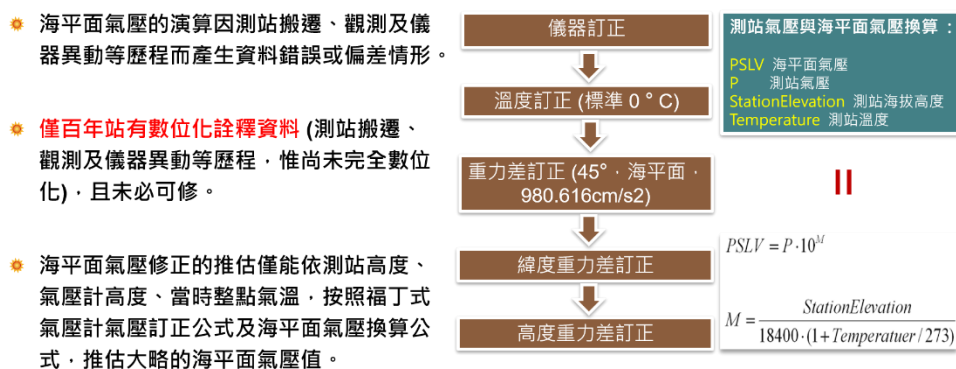 海平面氣壓的演算因測站搬遷、觀測及儀
器異動等歷程而產生資料錯誤或偏差情形。
僅百年站有數位化詮釋資料 (測站搬遷、
觀測及儀器異動等歷程，惟尚未完全數位
化)，且未必可修。
海平面氣壓修正的推估僅能依測站高度、
氣壓計高度、當時整點氣溫，按照福丁式
氣壓計氣壓訂正公式及海平面氣壓換算公
式，推估大略的海平面氣壓值。
儀器訂正
溫度訂正 (標準 0 ° C)
重力差訂正 (45°，海平面，
980.616cm/s2)
緯度重力差訂正
高度重力差訂正
測站氣壓與海平面氣壓換算：
PSLV 海平面氣壓
P 測站氣壓
StationElevation 測站海拔高度
Temperature 測站溫度
=
PSLV = P·10^M
M = StationElevation
18400·(1+Temperatuer/273)